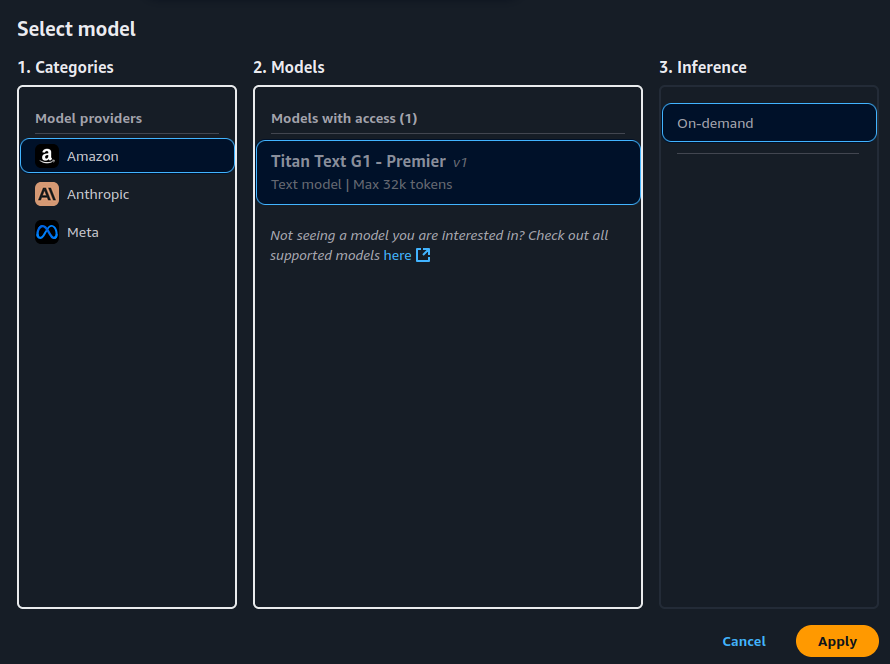 Select model
1. Categories
2. Models
3. Inference
Model providers
Amazon
Anthropic
Meta
Models with access (1)
Titan Text G1 - Premier v1
Text model | Max 32k tokens
Not seeing a model you are interested in? Check out all
supported models here
On-demand
Cancel
Apply